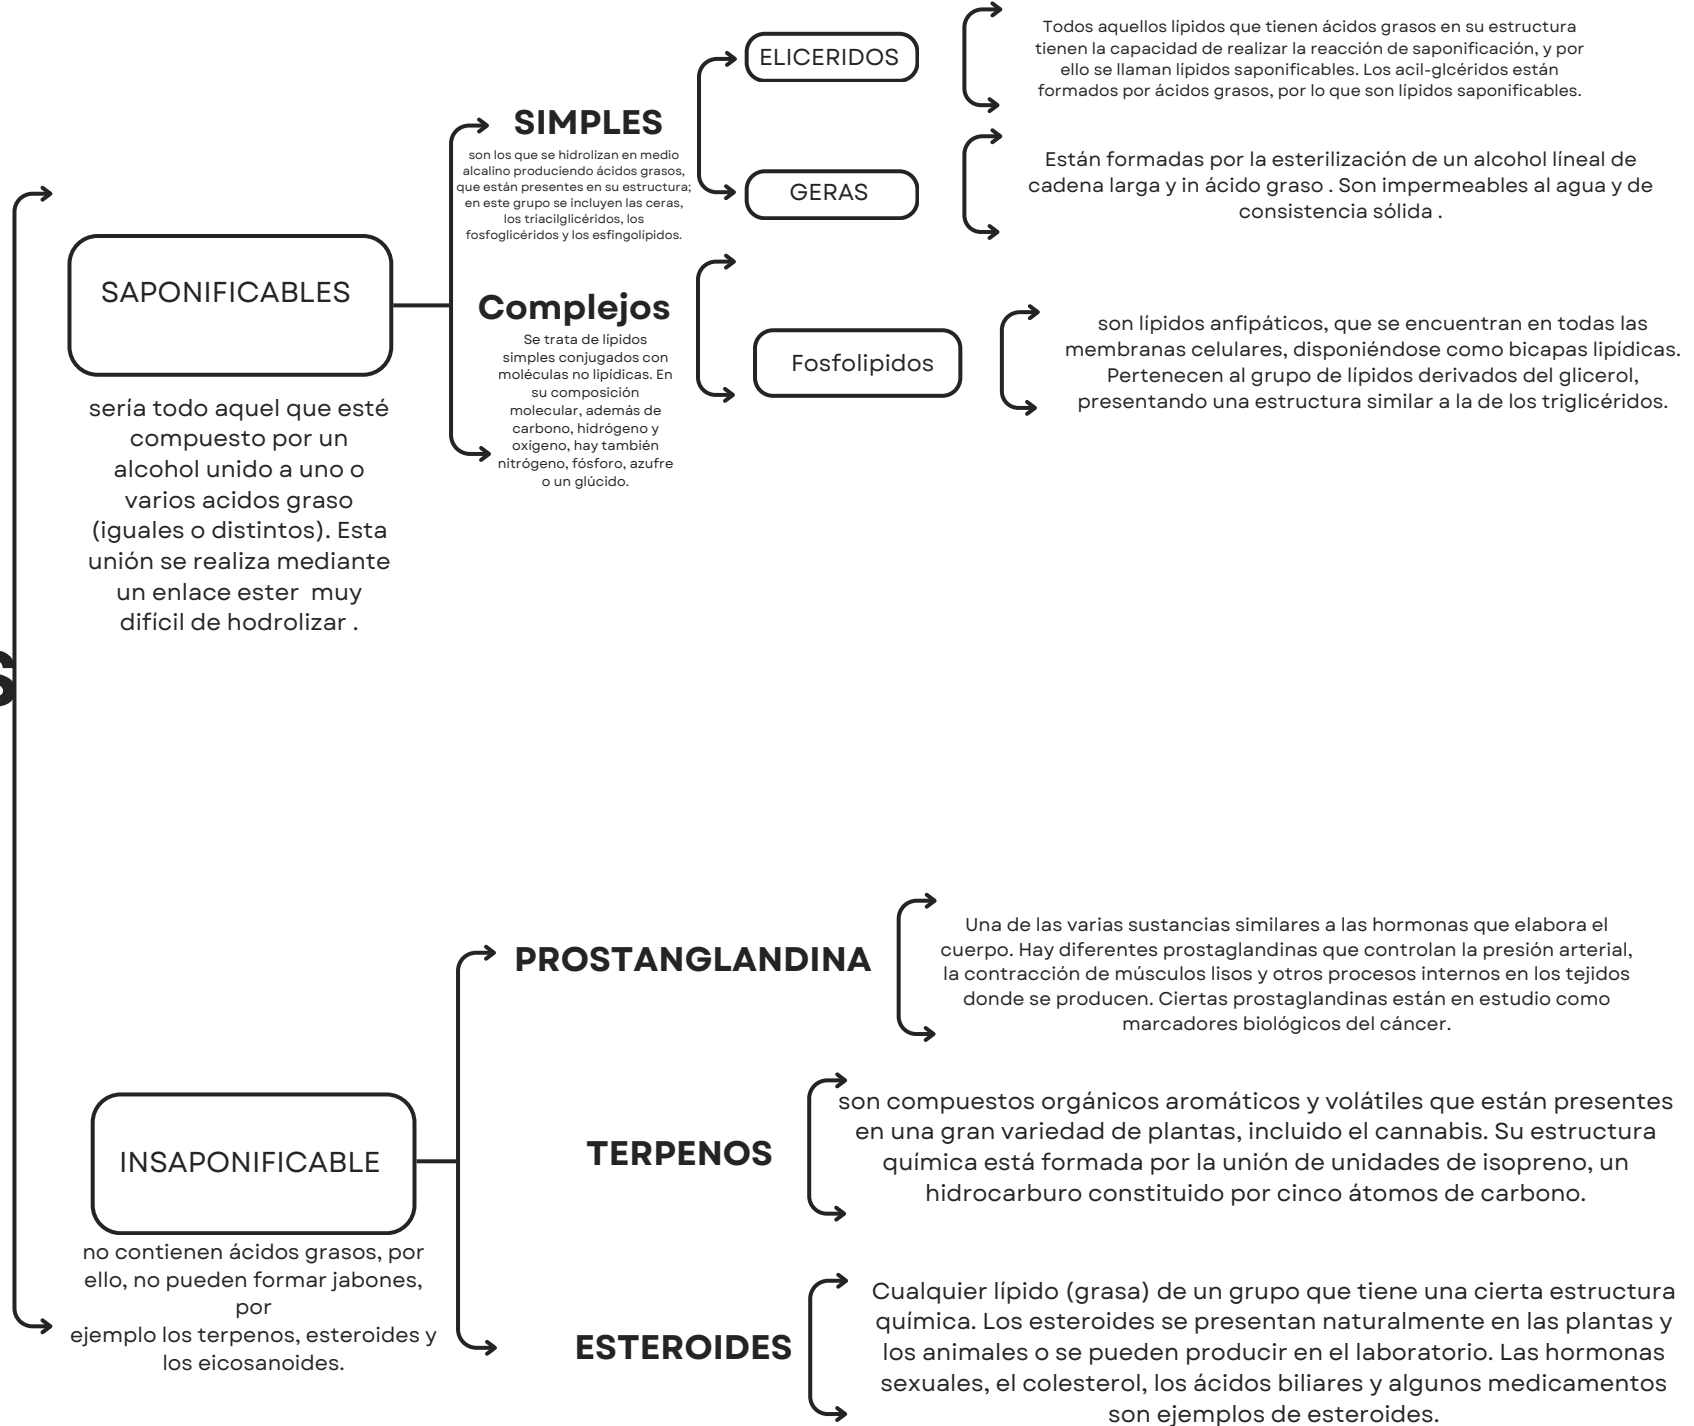 ELICERIDOS
Todos aquellos lípidos que tienen ácidos grasos en su estructura
tienen la capacidad de realizar la reacción de saponificación, y por
ello se llaman lípidos saponificables. Los acil-glcéridos están
formados por ácidos grasos, por lo que son lípidos saponificables.
SIMPLES
son los que se hidrolizan en medio
alcalino produciendo ácidos grasos,
que están presentes en su estructura;
en este grupo se incluyen las ceras,
los triacilglicéridos, los
fosfoglicéridos y los esfingolípidos.
GERAS
Están formadas por la esterilización de un alcohol líneal de
cadena larga y in ácido graso . Son impermeables al agua y de
consistencia sólida .
SAPONIFICABLES
sería todo aquel que esté
compuesto por un
alcohol unido a uno o
varios acidos graso
(iguales o distintos). Esta
unión se realiza mediante
un enlace ester muy
difícil de hodrolizar .
Complejos
Se trata de lípidos
simples conjugados con
moléculas no lipídicas. En
su composición
molecular, además de
carbono, hidrógeno y
oxígeno, hay también
nitrógeno, fósforo, azufre
o un glúcido.
Fosfolipidos
son lípidos anfipáticos, que se encuentran en todas las
membranas celulares, disponiéndose como bicapas lipídicas.
Pertenecen al grupo de lípidos derivados del glicerol,
presentando una estructura similar a la de los triglicéridos.
S
PROSTANGLANDINA
Una de las varias sustancias similares a las hormonas que elabora el
cuerpo. Hay diferentes prostaglandinas que controlan la presión arterial,
la contracción de músculos lisos y otros procesos internos en los tejidos
donde se producen. Ciertas prostaglandinas están en estudio como
marcadores biológicos del cáncer.
INSAPONIFICABLE
no contienen ácidos grasos, por
ello, no pueden formar jabones,
por
ejemplo los terpenos, esteroides y
los eicosanoides.
TERPENOS
son compuestos orgánicos aromáticos y volátiles que están presentes
en una gran variedad de plantas, incluido el cannabis. Su estructura
química está formada por la unión de unidades de isopreno, un
hidrocarburo constituido por cinco átomos de carbono.
ESTEROIDES
Cualquier lípido (grasa) de un grupo que tiene una cierta estructura
química. Los esteroides se presentan naturalmente en las plantas y
los animales o se pueden producir en el laboratorio. Las hormonas
sexuales, el colesterol, los ácidos biliares y algunos medicamentos
son ejemplos de esteroides.